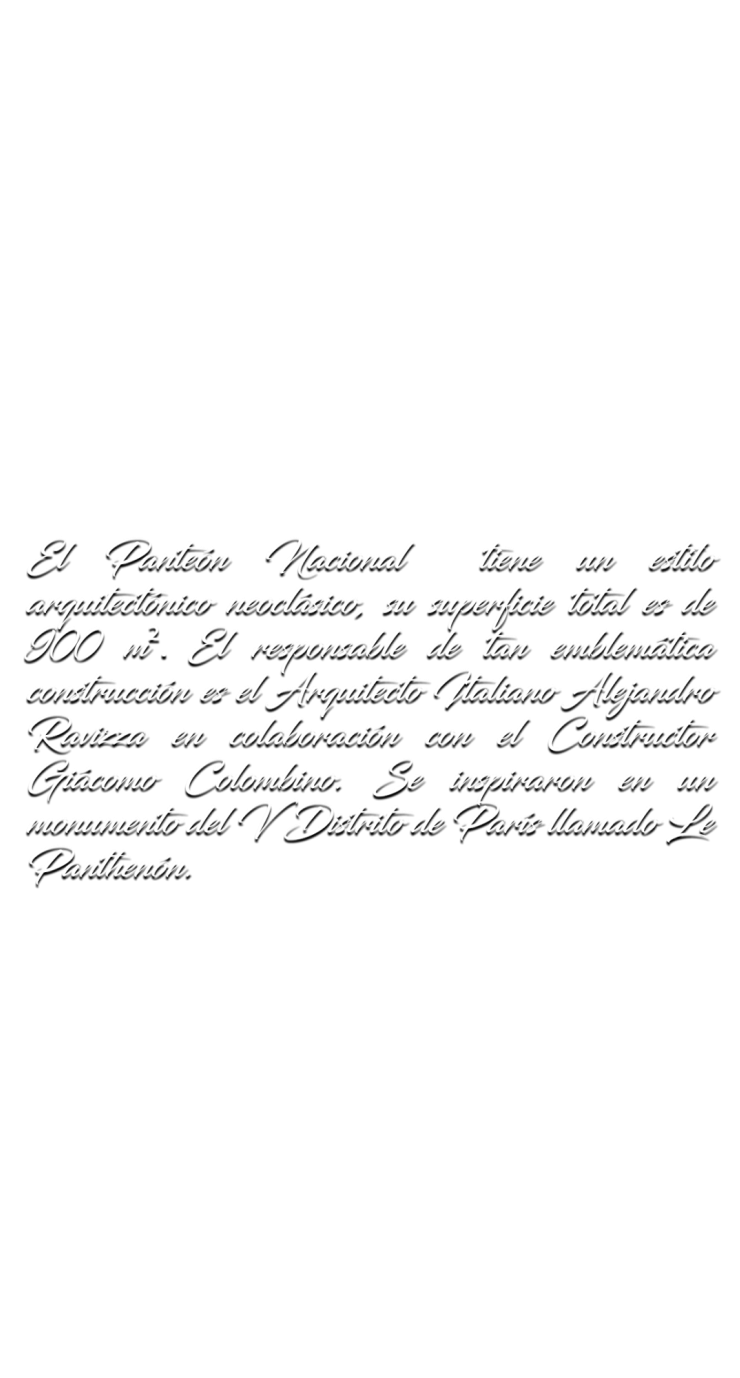 El Panteón Nacional tiene un estilo
arquitectónico neoclásico, su superficie total es de
900 m². El responsable de tan emblemática
construcción es el Arquitecto Italiano Alejandro
Ravizza en colaboración con el Constructor
Giácomo Colombino. Se inspiraron en un
monumento del V Distrito de París llamado Le
Panthenón.